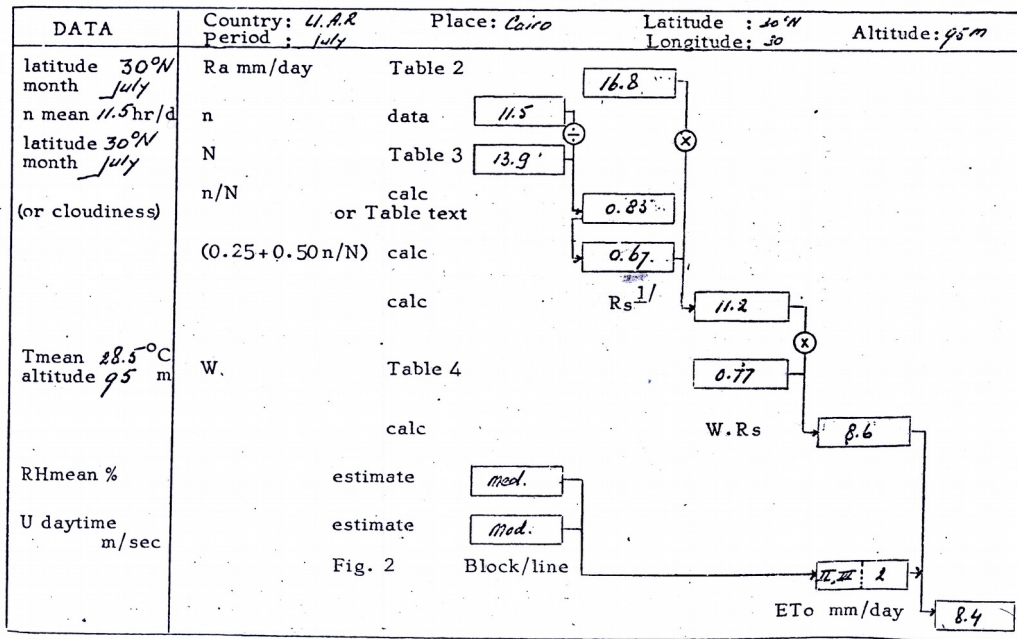 DATA Country: U.A.R Place: Cairo Latitude : 30°N Altitude: 95m
Period : July Longitude: 30
latitude 30°N Ra mm/day Table 2 16.8
month July
n mean 11.5 hr/d n data 11.5
÷ x
latitude 30°N N Table 3 13.9
month July
n/N calc 0.83
(or cloudiness) or Table text
(0.25+0.50 n/N) calc 0.67
calc Rs 1/ 11.2
x
Tmean 28.5 °C W. Table 4 0.77
altitude 95 m
calc W.Rs 8.6
RHmean % estimate med.
U daytime estimate mod.
m/sec
Fig. 2 Block/line II.III 2
ETo mm/day 8.4